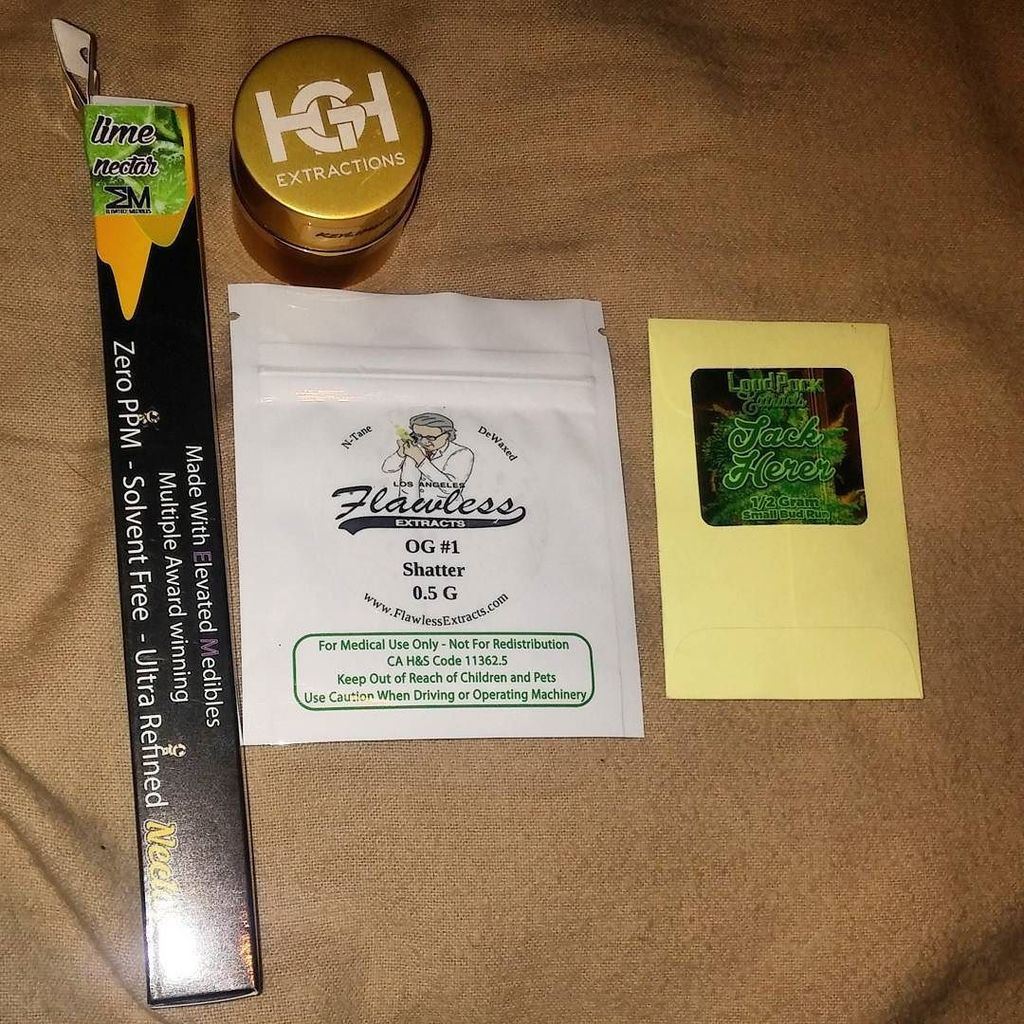 lime
nectar
EM
Zero PPM - Solvent Free - Ultra Refined
Made With Elevated Medibles
Multiple Award winning
HGH
EXTRACTIONS
N-Tane
DeWaxed
LOS ANGELES
Flawless
EXTRACTS
OG #1
Shatter
0.5 G
www.FlawlessExtracts.com
For Medical Use Only - Not For Redistribution
CA H&S Code 11362.5
Keep Out of Reach of Children and Pets
Use Caution When Driving or Operating Machinery
Loud Pack
Extracts
Jack
Herer
1/2 Gram
Small Bud Run